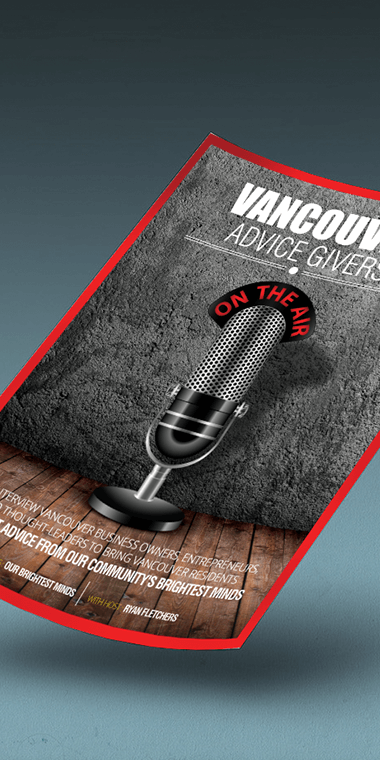 VANCOUV
ADVICE GIVERS
ON THE AIR
TERVIEW VANCOUVER BUSINESS OWNERS, ENTREPRENEURS
THOUGHT-LEADERS TO BRING VANCOUVER RESIDENTS
ADVICE FROM OUR COMMUNITY'S BRIGHTEST MINDS
OUR BRIGHTEST MINDS WITH HOST RYAN FLETCHERS